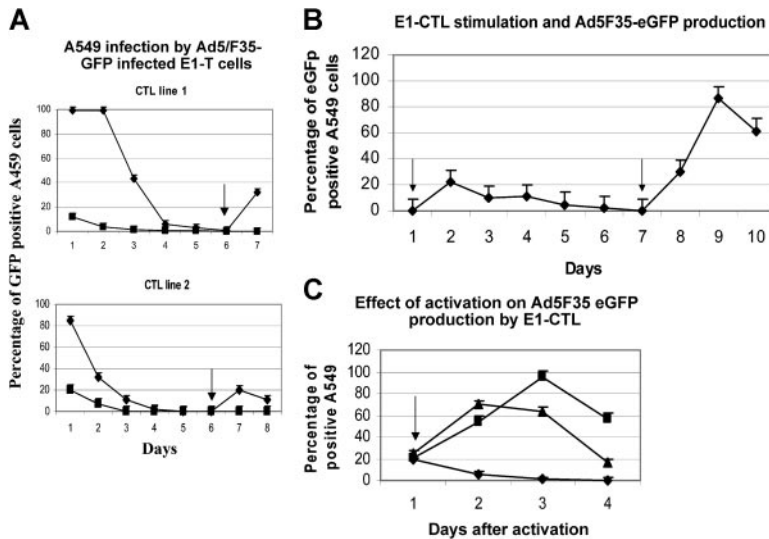 A
A549 infection by Ad5/F35-
GFP infected E1-T cells
CTL line 1
Percentage of GFP positive A459 cells
100
80
60
40
20
0
1 2 3 4 5 6 7
CTL line 2
100
80
60
40
20
0
1 2 3 4 5 6 7 8
Days
B
E1-CTL stimulation and Ad5F35-eGFP production
Percentage of eGFp
positive A549 cells
120
100
80
60
40
20
0
1 2 3 4 5 6 7 8 9 10
Days
C
Effect of activation on Ad5F35 eGFP
production by E1-CTL
Percentage of
positive A549
120
100
80
60
40
20
0
1 2 3 4
Days after activation